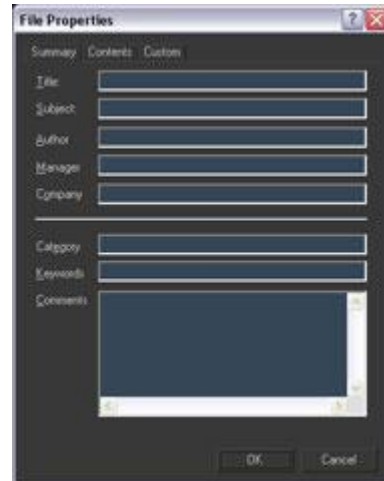 File Properties
Summary Contents Custom
Title
Subject
Author
Manager
Company
Category
Keywords
Comments
OK Cancel